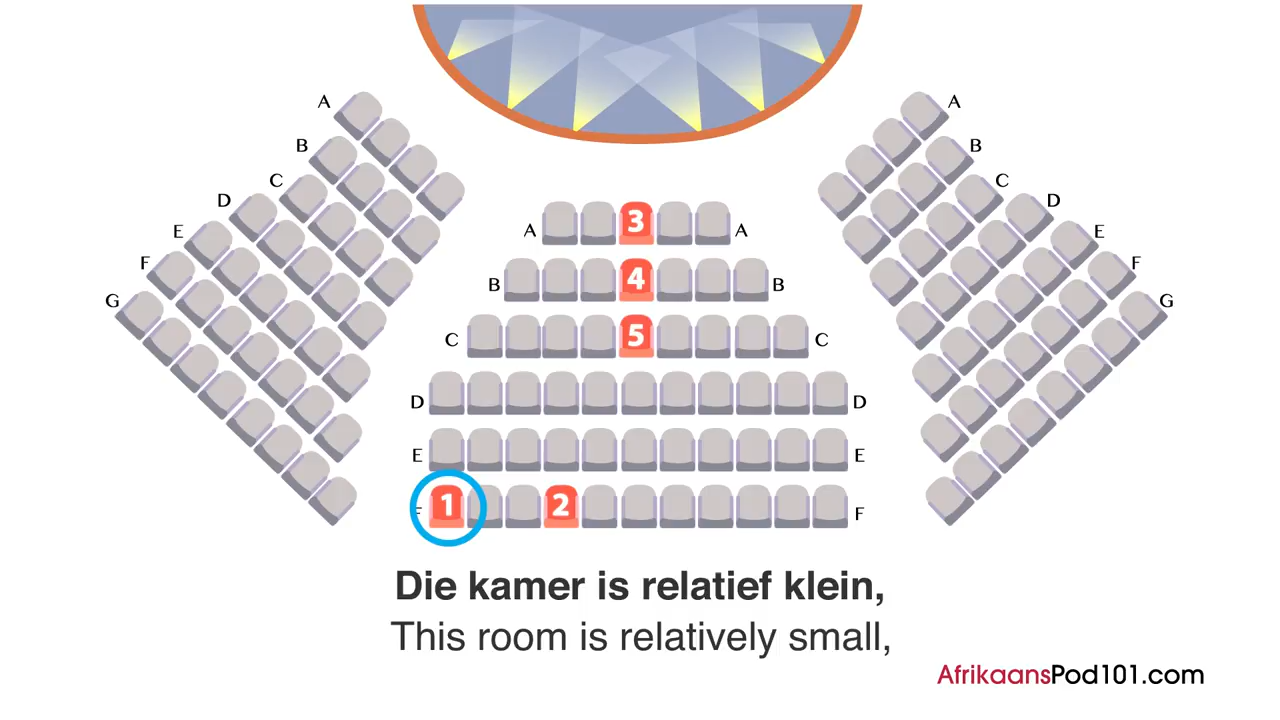 A
B
C
D
E
F
G
A
B
C
D
E
F
G
A 3 A
B 4 B
C 5 C
D D
E E
F 1 2 F
Die kamer is relatief klein,
This room is relatively small,
AfrikaansPod101.com